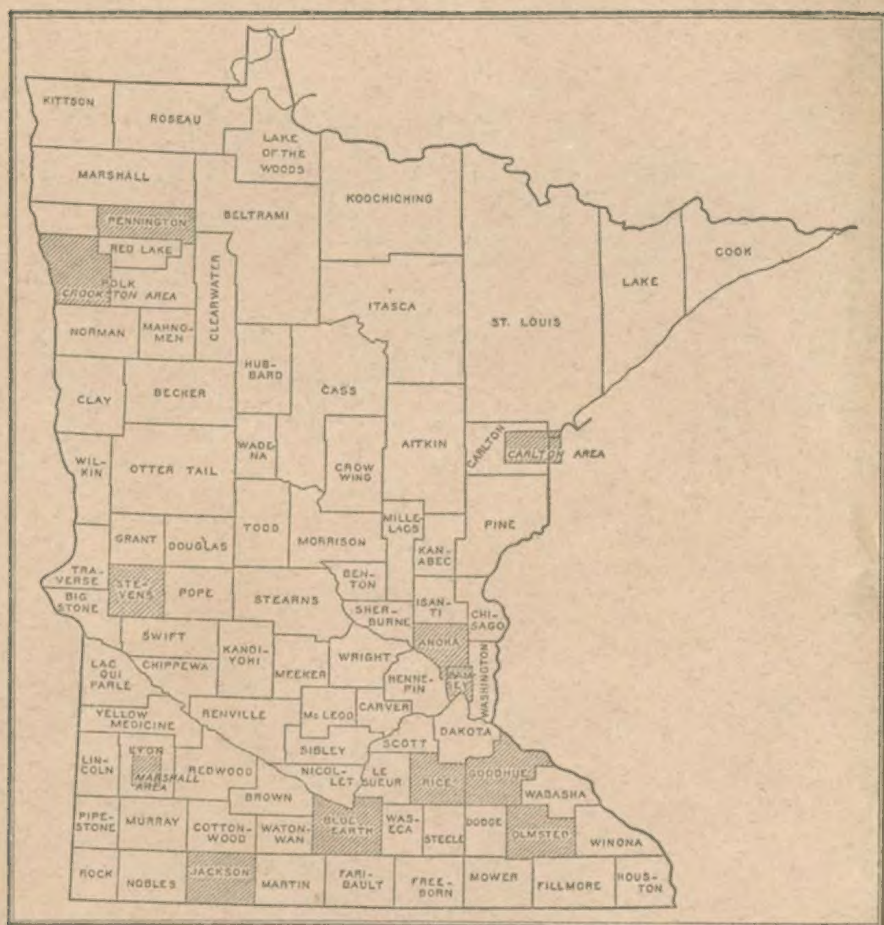 KITTSON
ROSEAU
LAKE
OF THE
WOODS
MARSHALL
KOOCHICHING
BELTRAMI
PENNINGTON
RED LAKE
COOK
LAKE
POLK
CROOKSTON AREA
CLEARWATER
ITASCA
ST. LOUIS
NORMAN
MAHNO-
MEN
HUB-
BARD
CASS
CLAY
BECKER
AITKIN
CARLTON
CARLTON AREA
WADE-
NA
CROW
WING
WIL-
KIN
OTTER TAIL
MILLE
LACS
PINE
TODD
MORRISON
KAN-
ABEC
GRANT
DOUGLAS
TRA-
VERSE
BEN-
TON
STE-
VENS
BIG
STONE
POPE
STEARNS
ISAN-
TI
CHI-
SAGO
SHER-
BURNE
SWIFT
ANOKA
KANDI-
YOHI
WRIGHT
WASHINGTON
LAC
QUI
PARLE
CHIPPEWA
MEEKER
HENNE-
PIN
RAM-
SEY
YELLOW
MEDICINE
RENVILLE
Mc LEOD
CARVER
DAKOTA
SCOTT
SIBLEY
LYON
MARSHALL
AREA
LIN-
COLN
REDWOOD
NICOL-
LET
LE
SUEUR
RICE
GOODHUE
WABASHA
BROWN
PIPE-
STONE
MURRAY
COTTON-
WOOD
WATON-
WAN
BLUE
EARTH
WAS-
ECA
STEELE
DODGE
OLMSTED
WINONA
ROCK
NOBLES
JACKSON
MARTIN
FARI-
BAULT
FREE-
BORN
MOWER
FILLMORE
HOUS-
TON